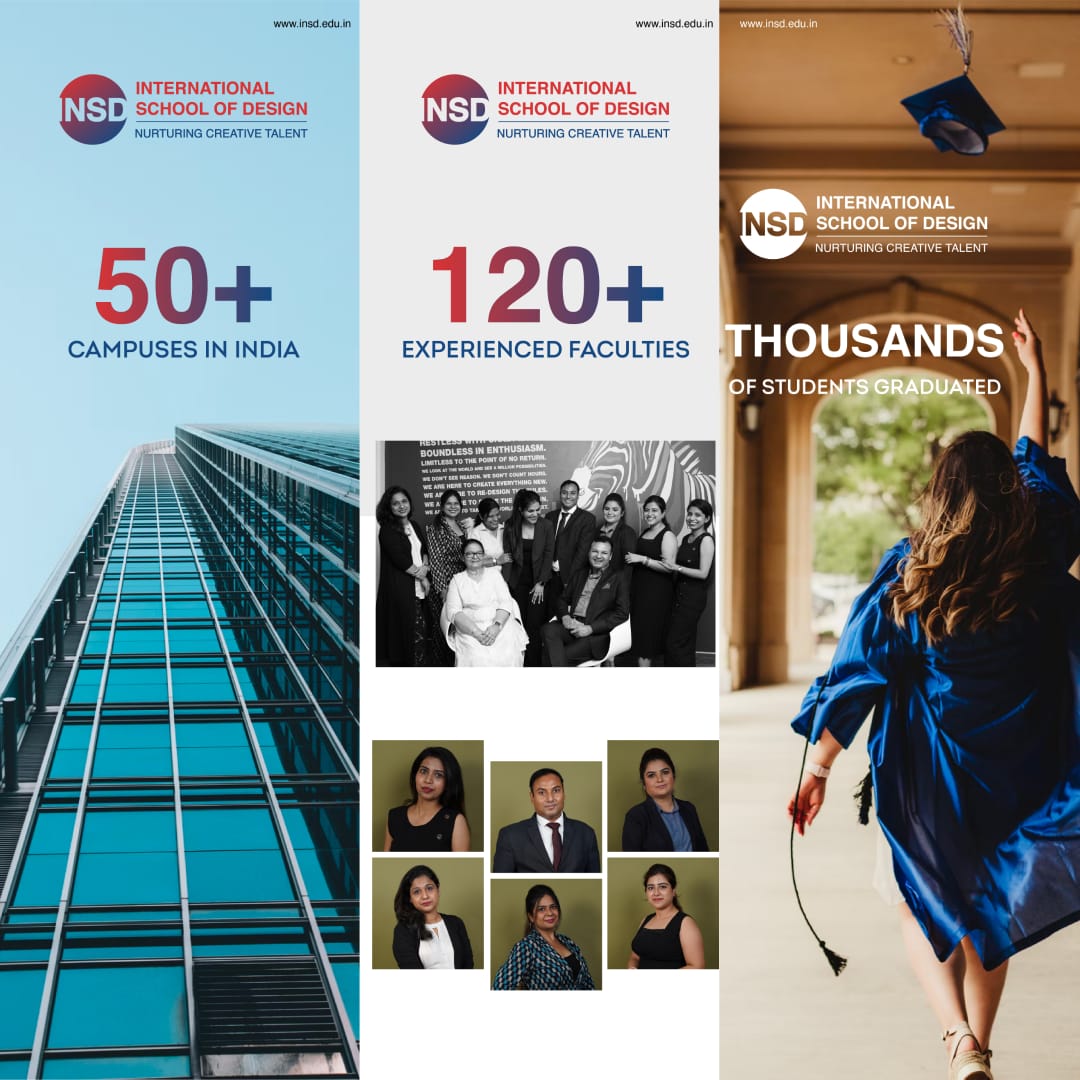 www.insd.edu.in
INSD
INTERNATIONAL
SCHOOL OF DESIGN
NURTURING CREATIVE TALENT
50+
CAMPUSES IN INDIA
www.insd.edu.in
INSD
INTERNATIONAL
SCHOOL OF DESIGN
NURTURING CREATIVE TALENT
120+
EXPERIENCED FACULTIES
BOUNDLESS IN ENTHUSIASM.
LIMITLESS TO THE POINT OF NO RETURN.
WE LOOK AT THE WORLD AND SEE A MILLION POSSIBILITIES.
WE DON'T SEE REASON. WE DON'T COUNT HOURS.
WE ARE HERE TO CREATE EVERYTHING NEW.
TO RE-DESIGN
www.insd.edu.in
INSD
INTERNATIONAL
SCHOOL OF DESIGN
NURTURING CREATIVE TALENT
THOUSANDS
OF STUDENTS GRADUATED